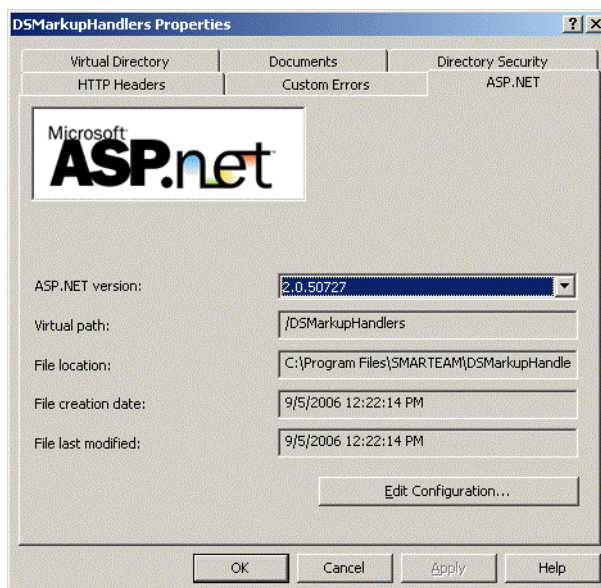 DSMarkupHandlers Properties
Virtual Directory Documents Directory Security
HTTP Headers Custom Errors ASP.NET
Microsoft
ASP.net
ASP.NET version: 2.0.50727
Virtual path: /DSMarkupHandlers
File location: C:\Program Files\SMARTEAM\DSMarkupHandle
File creation date: 9/5/2006 12:22:14 PM
File last modified: 9/5/2006 12:22:14 PM
Edit Configuration...
OK Cancel Apply Help